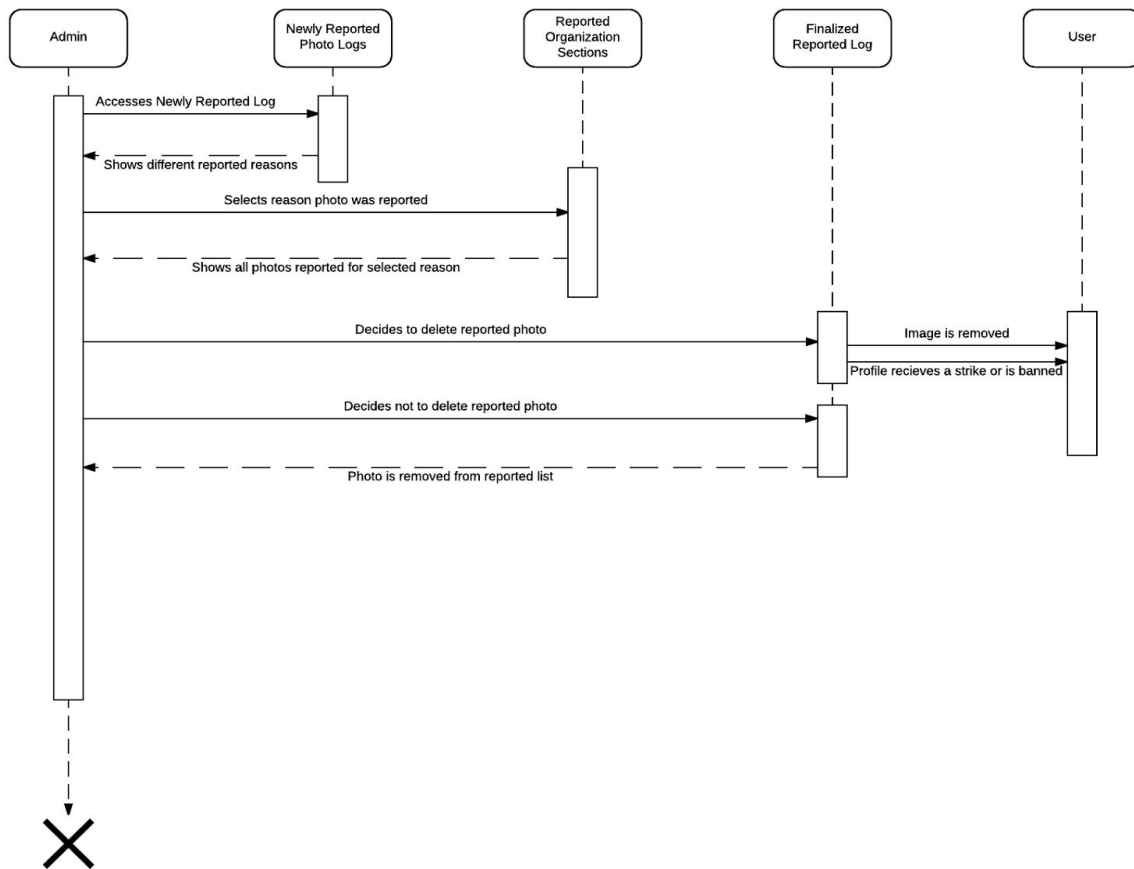 Admin
Newly Reported
Photo Logs
Reported
Organization
Sections
Finalized
Reported Log
User
Accesses Newly Reported Log
Shows different reported reasons
Selects reason photo was reported
Shows all photos reported for selected reason
Decides to delete reported photo
Image is removed
Profile recieves a strike or is banned
Decides not to delete reported photo
Photo is removed from reported list